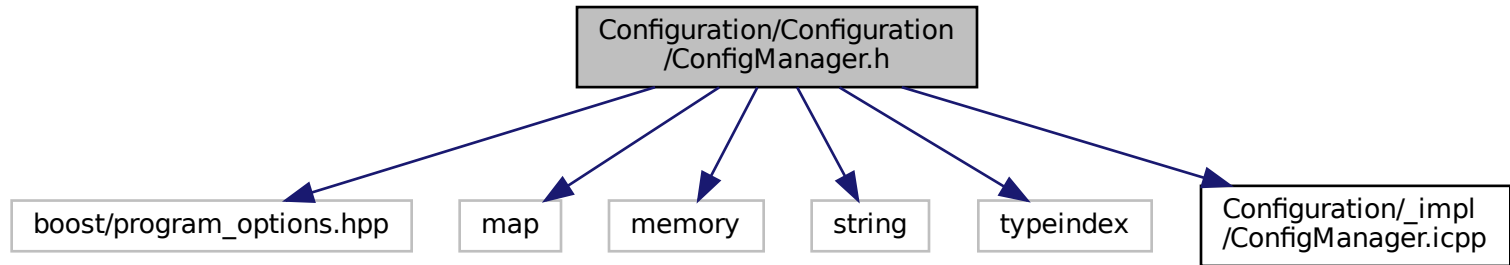 Configuration/Configuration
/ConfigManager.h
boost/program_options.hpp
map
memory
string
typeindex
Configuration/_impl
/ConfigManager.icpp